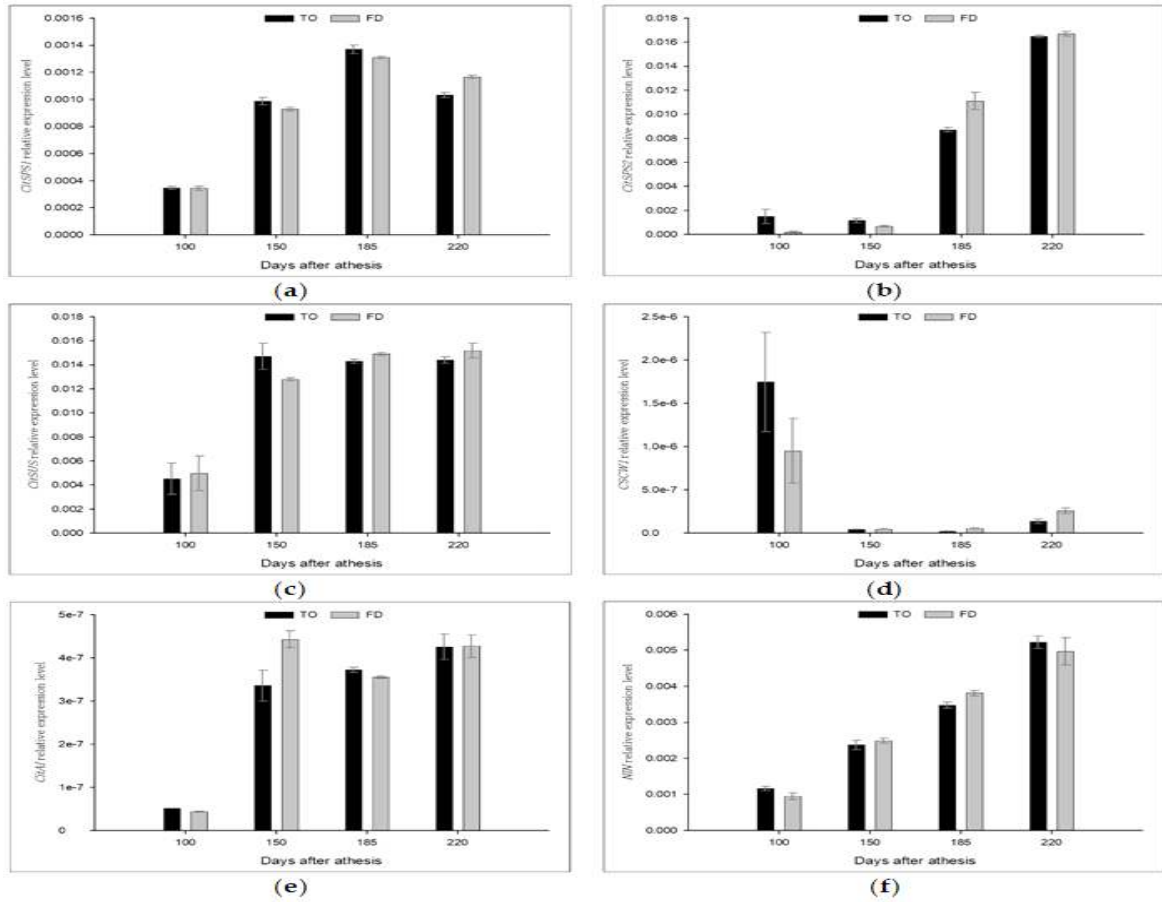 TO FD
CitSPS1 relative expression level
0.0016
0.0014
0.0012
0.0010
0.0008
0.0006
0.0004
0.0002
0.0000
100 150 185 220
Days after athesis
(a)
TO FD
CitSPS2 relative expression level
0.018
0.016
0.014
0.012
0.010
0.008
0.006
0.004
0.002
0.000
100 150 185 220
Days after athesis
(b)
TO FD
CitSUS relative expression level
0.018
0.016
0.014
0.012
0.010
0.008
0.006
0.004
0.002
0.000
100 150 185 220
Days after athesis
(c)
TO FD
CSCW1 relative expression level
2.5e-6
2.0e-6
1.5e-6
1.0e-6
5.0e-7
0.0
100 150 185 220
Days after athesis
(d)
TO FD
CitAI relative expression level
5e-7
4e-7
3e-7
2e-7
1e-7
0
100 150 185 220
Days after athesis
(e)
TO FD
NIN relative expression level
0.006
0.005
0.004
0.003
0.002
0.001
0.000
100 150 185 220
Days after athesis
(f)